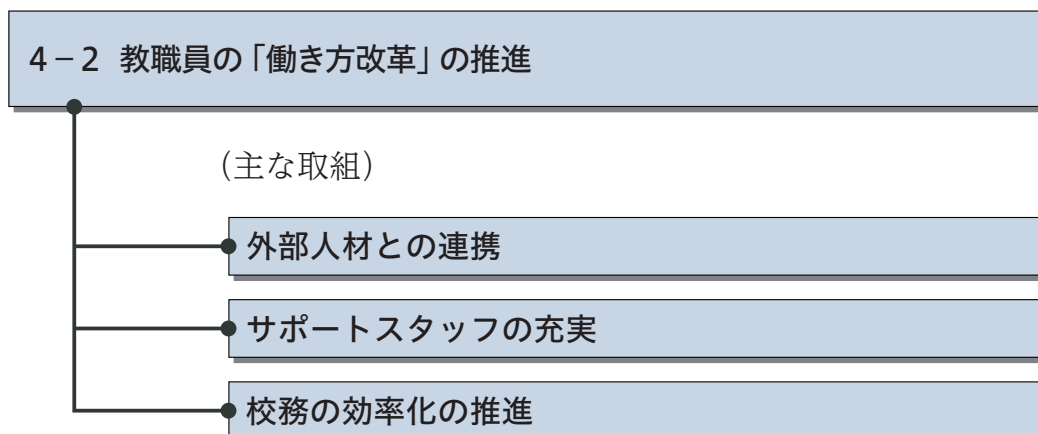 4－2 教職員の「働き方改革」の推進
（主な取組）
外部人材との連携
サポートスタッフの充実
校務の効率化の推進